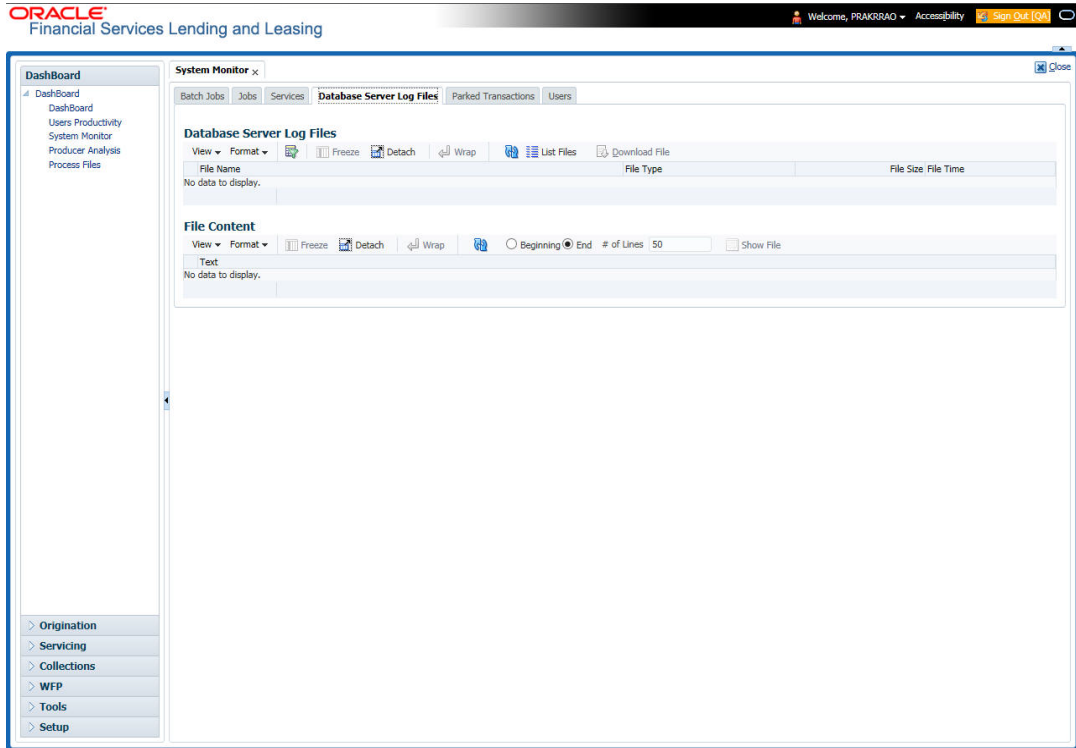 ORACLE
Financial Services Lending and Leasing
Welcome, PRAKRRAO Accessibility Sign Out [QA]
Close
DashBoard
DashBoard
DashBoard
Users Productivity
System Monitor
Producer Analysis
Process Files
Origination
Servicing
Collections
WFP
Tools
Setup
System Monitor
Batch Jobs Jobs Services Database Server Log Files Parked Transactions Users
Database Server Log Files
View Format Freeze Detach Wrap List Files Download File
File Name File Type File Size File Time
No data to display.
File Content
View Format Freeze Detach Wrap Beginning End # of Lines 50 Show File
Text
No data to display.